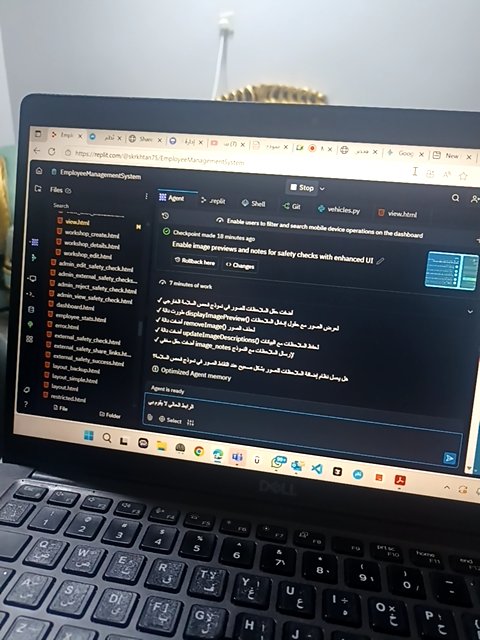 https://replit.com/@skrkhtan75/EmployeeManagementSystem
EmployeeManagementSystem
Stop
Files
Agent
.replit
Shell
Git
vehicles.py
view.html
Search
view.html
workshop_create.html
workshop_details.html
workshop_edit.html
admin_edit_safety_check.html
admin_external_safety_checks...
admin_reject_safety_check.html
admin_view_safety_check.html
dashboard.html
employee_stats.html
error.html
external_safety_check.html
external_safety_share_links.ht...
external_safety_success.html
layout_backup.html
layout_simple.html
layout.html
restricted.html
File
Folder
Enable users to filter and search mobile device operations on the dashboard
Checkpoint made 18 minutes ago
Enable image previews and notes for safety checks with enhanced UI
Rollback here
Changes
7 minutes of work
أضفت حقل الملاحظات للصور في نموذج فحص السلامة الخارجي
طورت دالة displayImagePreview() لعرض الصور مع حقول إدخال الملاحظات
أضفت دالة removeImage() لحذف الصور
أضفت دالة updateImageDescriptions() لحفظ الملاحظات مع البيانات
أضفت حقل مخفي image_notes لإرسال الملاحظات مع النموذج
هل يعمل نظام إضافة الملاحظات للصور بشكل صحيح عند التقاط الصور في نموذج فحص السلامة؟
Optimized Agent memory
Agent is ready
الرابط الحالي لا يقوم بي
Select
DELL